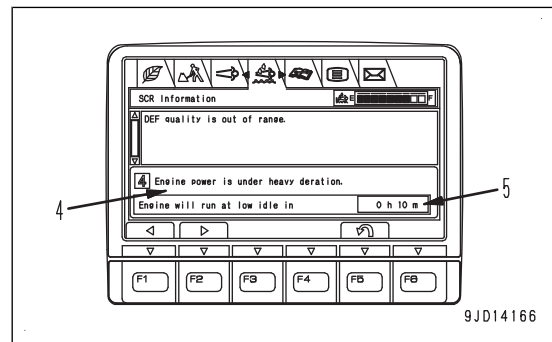 SCR Information
E F
DEF quality is out of range.
4 Engine power is under heavy deration.
Engine will run at low idle in 0 h 10 m
4
5
F1 F2 F3 F4 F5 F6
9JD14166